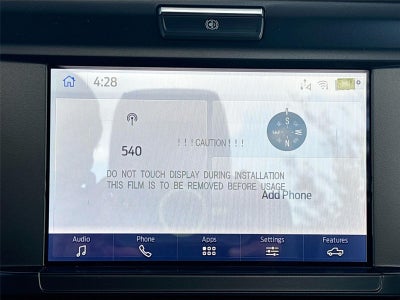 4:28
S
W
N
E
540
!!!CAUTION!!!
DO NOT TOUCH DISPLAY DURING INSTALLATION
THIS FILM IS TO BE REMOVED BEFORE USAGE
Add Phone
Audio
Phone
Apps
Settings
Features